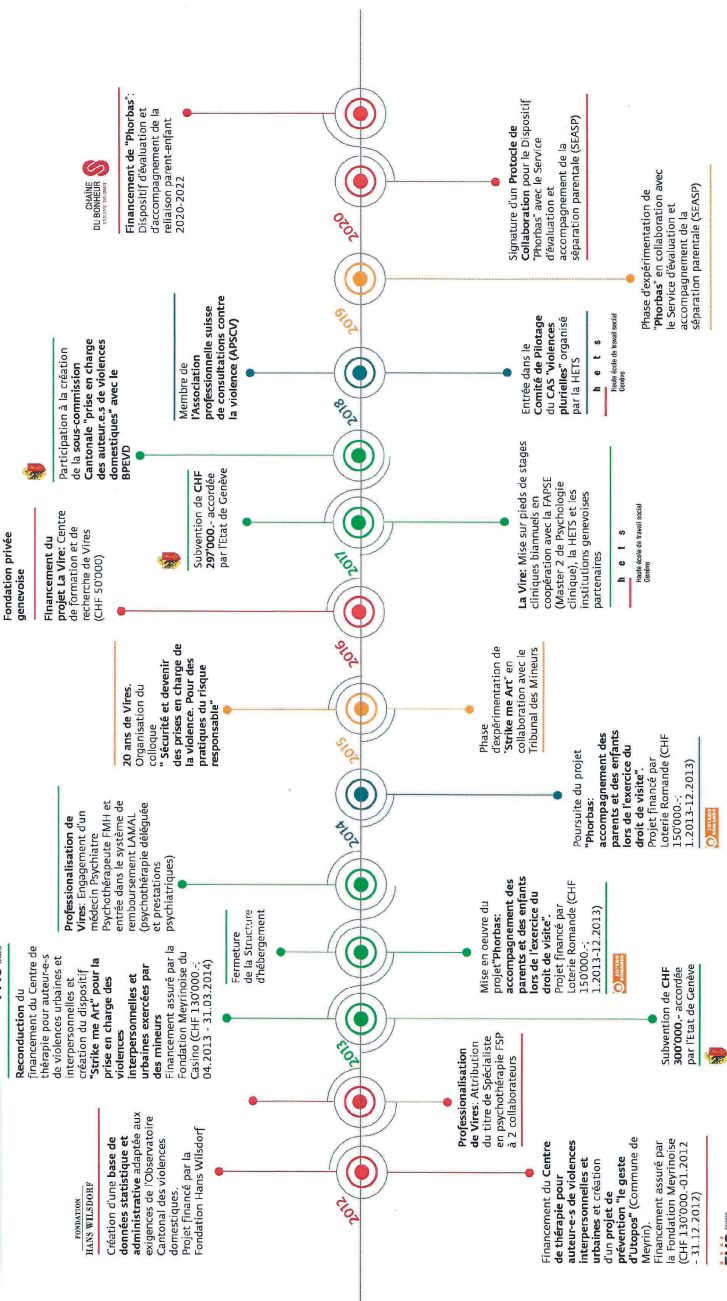 FONDATION
HANS WILSDORF
Création d'une base de
données statistique et
administrative adaptée aux
exigences de l'Observatoire
Cantonal des violences
domestiques.
Projet financé par la
Fondation Hans Wilsdorf
2012
Financement du Centre
de thérapie pour
auteur-e-s de violences
interpersonnelles et
urbaines et création
d'un projet de
prévention "le geste
d'Utopos" (Commune de
Meyrin).
Financement assuré par
la Fondation Meyrinoise
(CHF 130'000.-01.2012
- 31.12.2012)
Professionalisation
de Vires: Attribution
du titre de Spécialiste
en psychothérapie FSP
à 2 collaborateurs
Reconduction du
financement du Centre de
thérapie pour auteur-e-s
de violences urbaines et
interpersonnelles et
création du dispositif
"Strike me Art" pour la
prise en charge des
violences
interpersonnelles et
urbaines exercées par
des mineurs
Financement assuré par la
Fondation Meyrinoise du
Casino (CHF 130'000.-;
04.2013 - 31.03.2014)
2013
Subvention de CHF
300'000.- accordée
par l'Etat de Genève
Fermeture
de la Structure
d'hébergement
Mise en oeuvre du
projet"Phorbas:
accompagnement des
parents et des enfants
lors de l'exercice du
droit de visite".
Projet financé par
Loterie Romande (CHF
150'000.-;
1.2013-12.2013)
LOTERIE
ROMANDE
Professionalisation de
Vires: Engagement d'un
médecin Psychiatre
Psychothérapeute FMH et
entrée dans le système de
remboursement LAMAL
(psychothérapie déléguée
et prestations
psychiatriques)
2014
Poursuite du projet
"Phorbas:
accompagnement des
parents et des enfants
lors de l'exercice du
droit de visite".
Projet financé par
Loterie Romande (CHF
150'000.-;
1.2013-12.2013)
LOTERIE
ROMANDE
20 ans de Vires.
Organisation du
colloque
" Sécurité et devenir
des prises en charge de
la violence. Pour des
pratiques du risque
responsable"
2015
Phase
d'expérimentation de
"Strike me Art" en
collaboration avec le
Tribunal des Mineurs
Fondation privée
genevoise
Financement du
projet La Vire: Centre
de formation et de
recherche de Vires
(CHF 50'000)
2016
Subvention de CHF
297'000.- accordée
par l'Etat de Genève
2017
La Vire: Mise sur pieds de stages
cliniques biannuels en
coopération avec la FAPSE
(Master 2 de Psychologie
clinique), la HETS et les
institutions genevoises
partenaires
h e t s
Haute école de travail social
Genève
Participation à la création
de la sous-commission
Cantonale "prise en charge
des auteur.e.s de violences
domestiques" avec le
BPEVD
Membre de
l'Association
professionnelle suisse
de consultations contre
la violence (APSCV)
2018
Entrée dans le
Comité de Pilotage
du CAS "Violences
plurielles" organisé
par la HETS
h e t s
Haute école de travail social
Genève
2019
Phase d'expérimentation de
"Phorbas" en collaboration avec
le Service d'évaluation et
accompagnement de la
séparation parentale (SEASP)
2020
Signature d'un Protocle de
Collaboration pour le Dispositif
"Phorbas" avec le Service
d'évaluation et
accompagnement de la
séparation parentale (SEASP)
CHAÎNE
DU BONHEUR
Financement de "Phorbas":
Dispositif d'évaluation et
d'accompagnement de la
reliaison parent-enfant
2020-2022